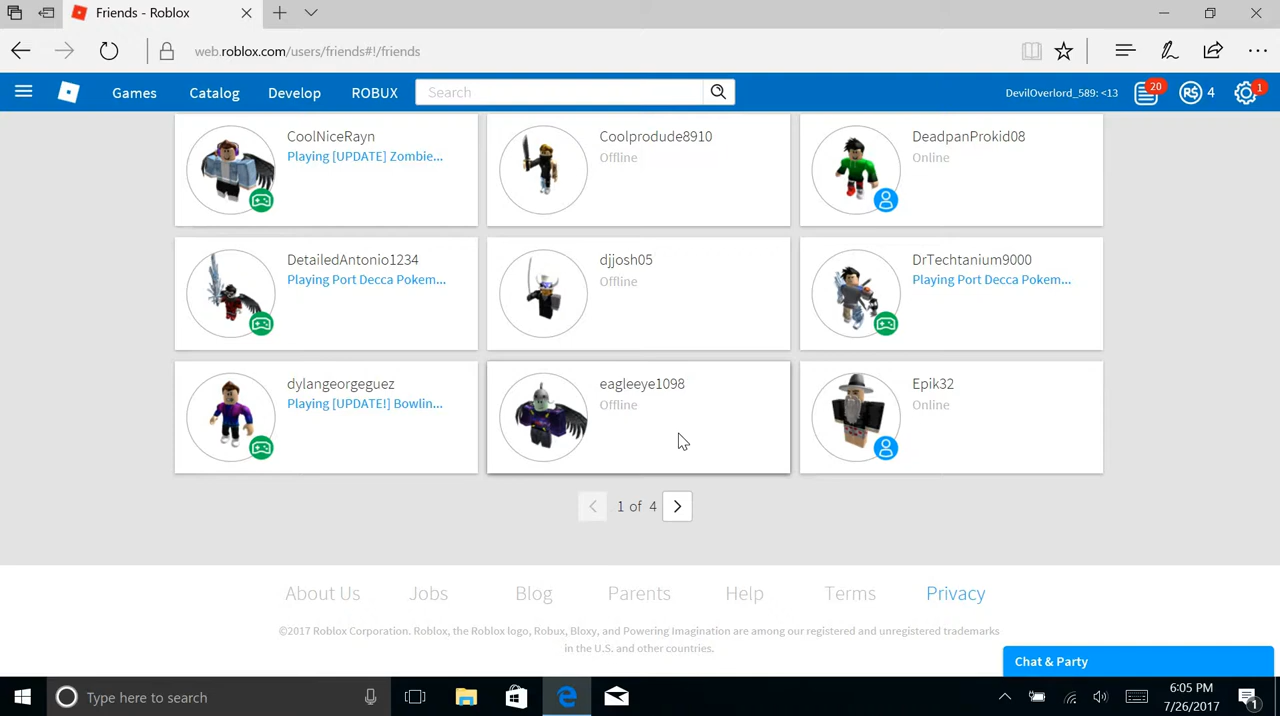 Friends - Roblox
web.roblox.com/users/friends#!/friends
Games Catalog Develop ROBUX Search DevilOverlord_589: <13 20 R$ 4 1
CoolNiceRayn
Playing [UPDATE] Zombie...
Coolprodude8910
Offline
DeadpanProkid08
Online
DetailedAntonio1234
Playing Port Decca Pokem...
djjosh05
Offline
DrTechtanium9000
Playing Port Decca Pokem...
dylangeorgeguez
Playing [UPDATE!] Bowlin...
eagleeye1098
Offline
Epik32
Online
1 of 4
About Us Jobs Blog Parents Help Terms Privacy
©2017 Roblox Corporation. Roblox, the Roblox logo, Robux, Bloxy, and Powering Imagination are among our registered and unregistered trademarks
in the U.S. and other countries.
Chat & Party
Type here to search
6:05 PM
7/26/2017
1